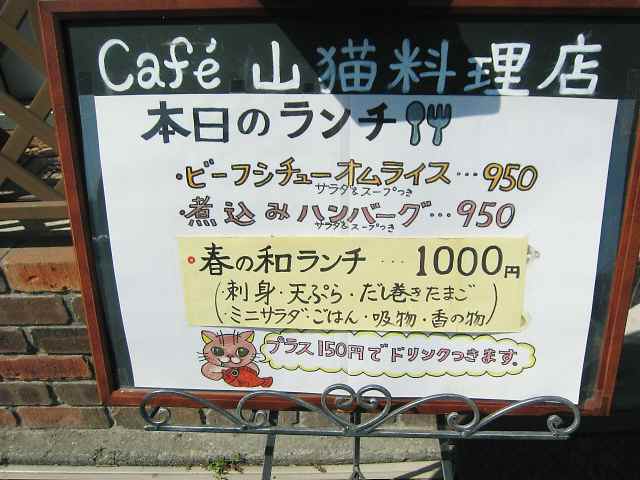 Café 山猫料理店
本日のランチ
・ビーフシチューオムライス…950
サラダ&スープつき
・煮込みハンバーグ…950
サラダ&スープつき
春の和ランチ…1000円
(・刺身・天ぷら・だし巻きたまご
・ミニサラダ・ごはん・吸物・香の物)
プラス150円でドリンクつきます。